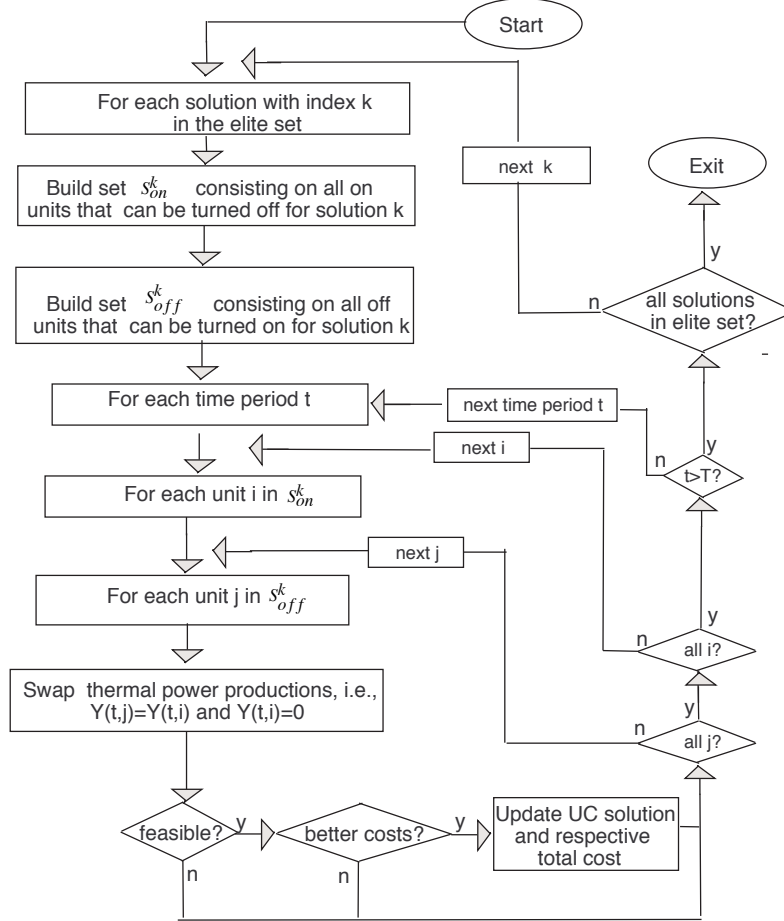 Start
For each solution with index k
in the elite set
next k
Exit
Build set s^k_on consisting on all on
units that can be turned off for solution k
y
Build set s^k_off consisting on all off
units that can be turned on for solution k
n
all solutions
in elite set?
For each time period t
next time period t
y
next i
n
t>T?
For each unit i in s^k_on
next j
For each unit j in s^k_off
y
n
all i?
Swap thermal power productions, i.e.,
Y(t,j)=Y(t,i) and Y(t,i)=0
y
n
all j?
feasible?
y
better costs?
y
Update UC solution
and respective
total cost
n
n